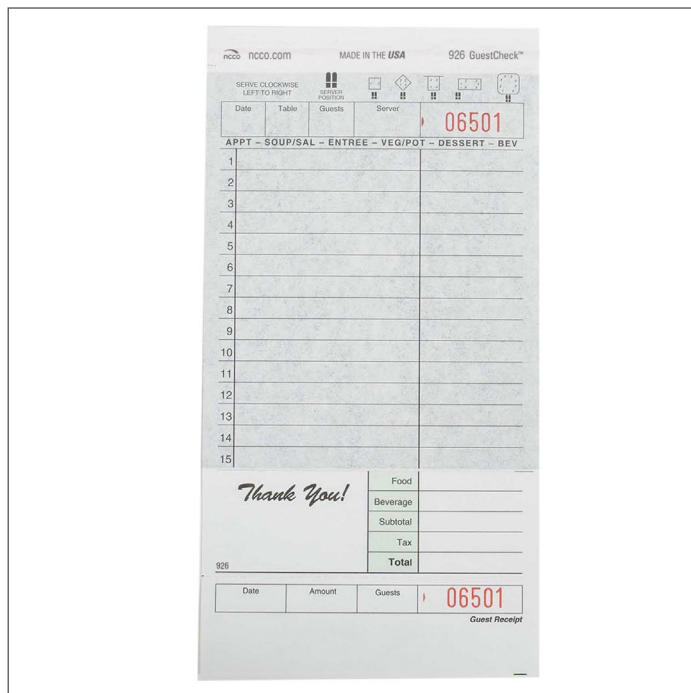 ncco ncco.com MADE IN THE USA 926 GuestCheck™
SERVE CLOCKWISE
LEFT TO RIGHT
SERVER
POSITION
Date Table Guests Server 06501
APPT – SOUP/SAL – ENTREE – VEG/POT – DESSERT – BEV
1
2
3
4
5
6
7
8
9
10
11
12
13
14
15
Thank You!
Food
Beverage
Subtotal
Tax
Total
926
Date Amount Guests 06501
Guest Receipt